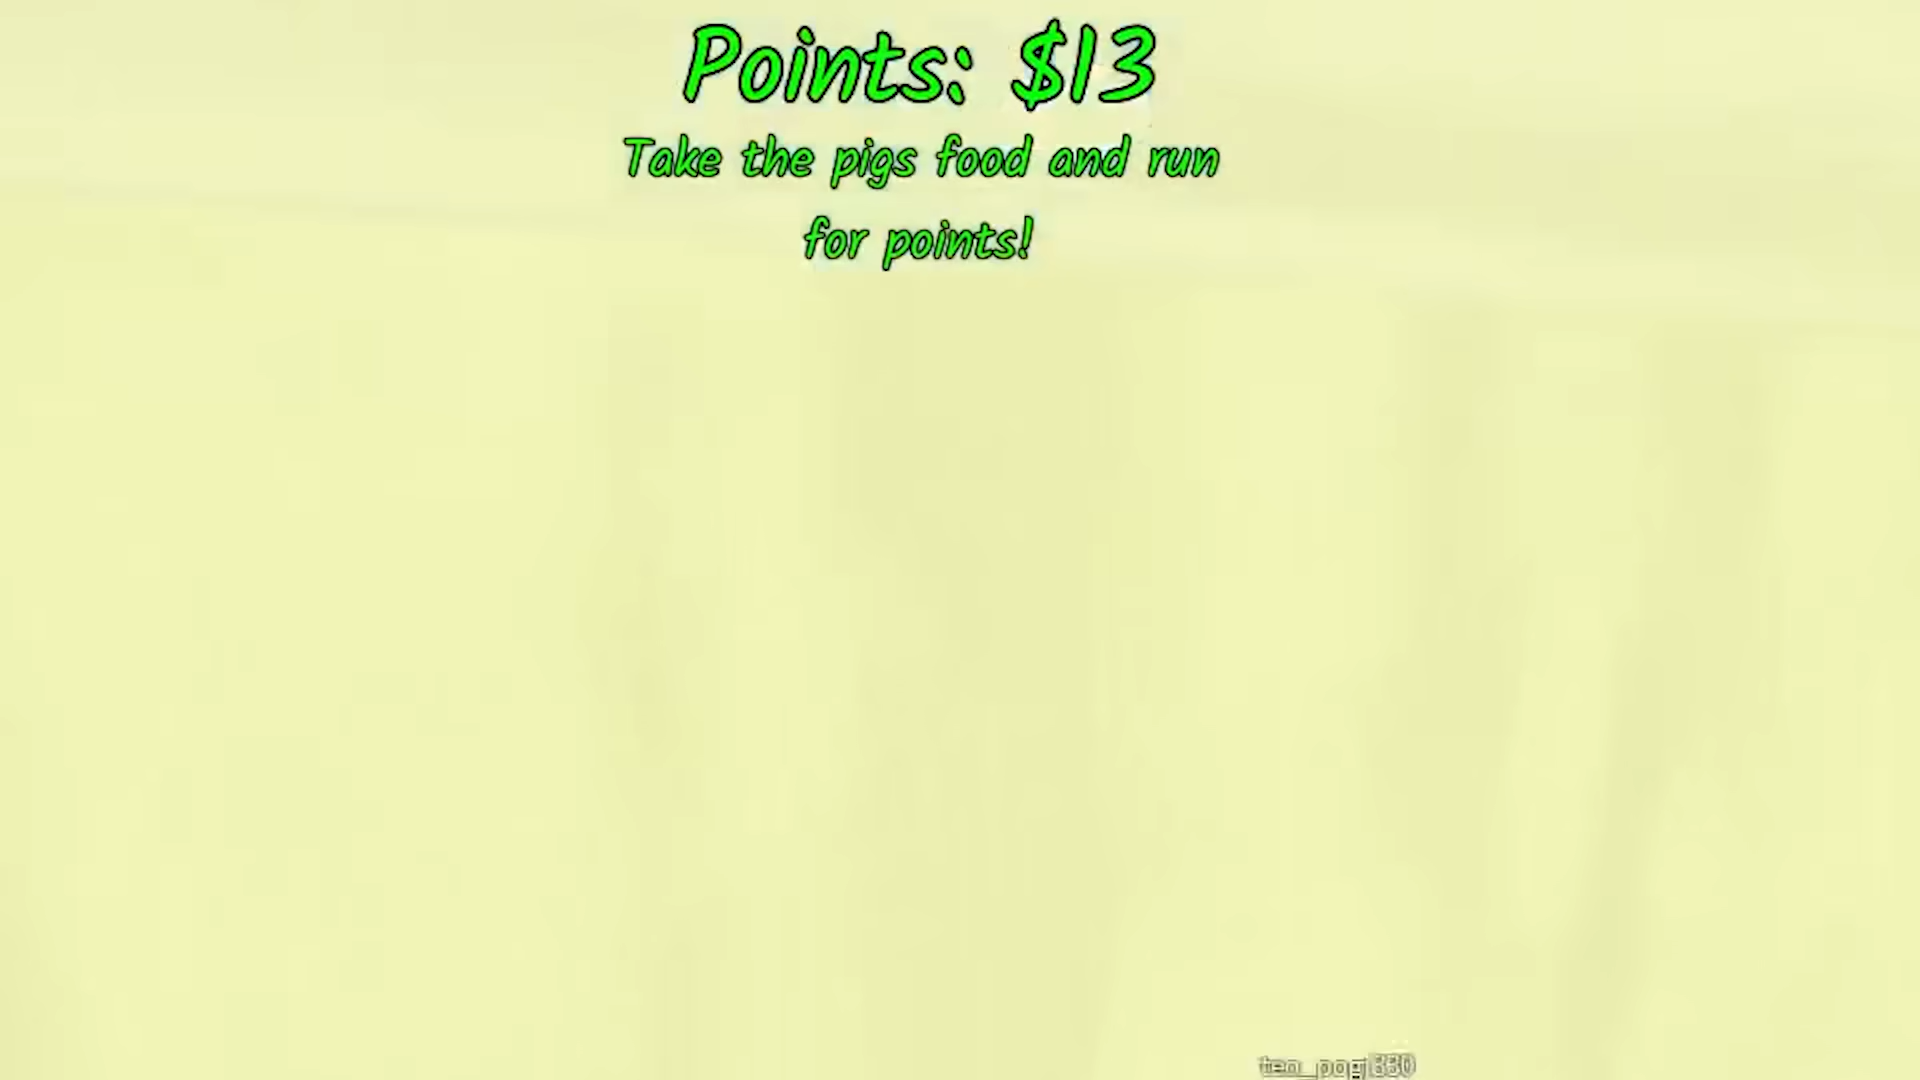 Points: $13
Take the pigs food and run
for points!